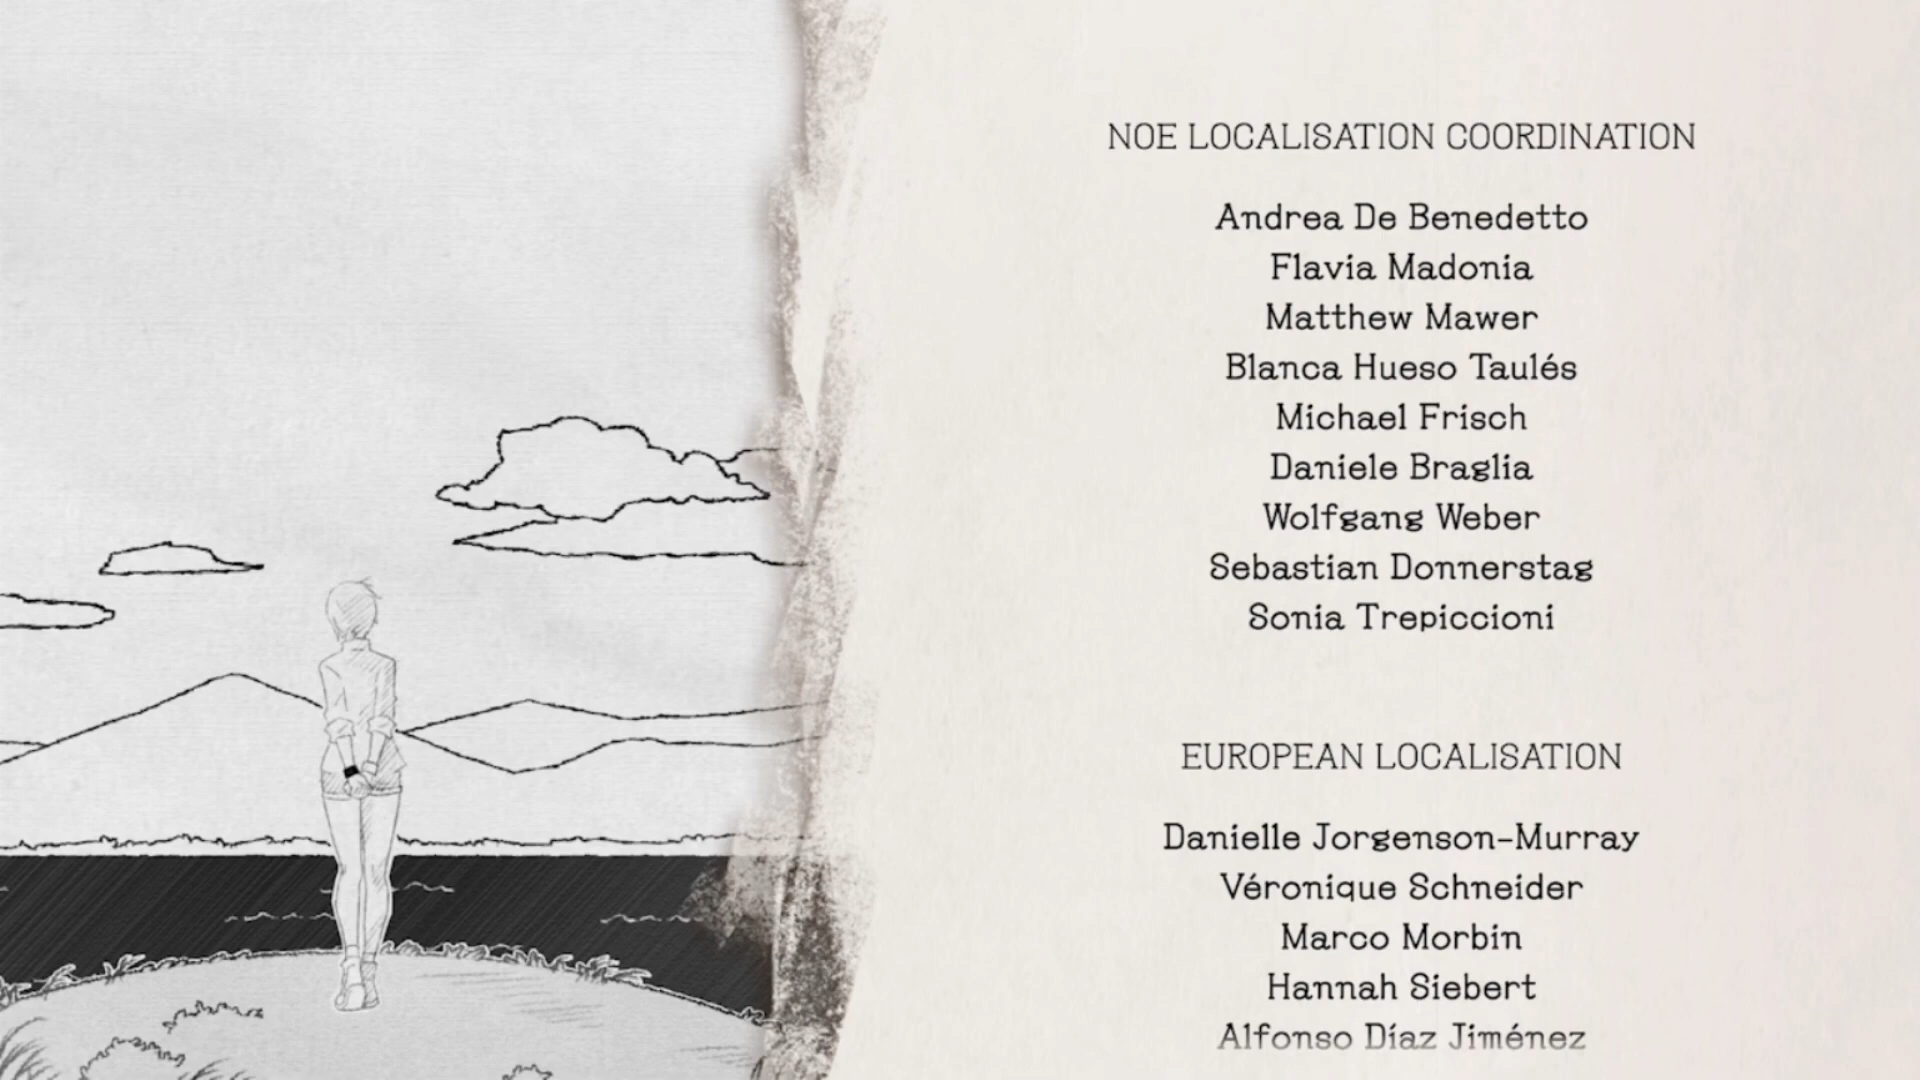 NOE LOCALISATION COORDINATION
Andrea De Benedetto
Flavia Madonia
Matthew Mawer
Blanca Hueso Taulés
Michael Frisch
Daniele Braglia
Wolfgang Weber
Sebastian Donnerstag
Sonia Trepiccioni
EUROPEAN LOCALISATION
Danielle Jorgenson-Murray
Véronique Schneider
Marco Morbin
Hannah Siebert
Alfonso Díaz Jiménez